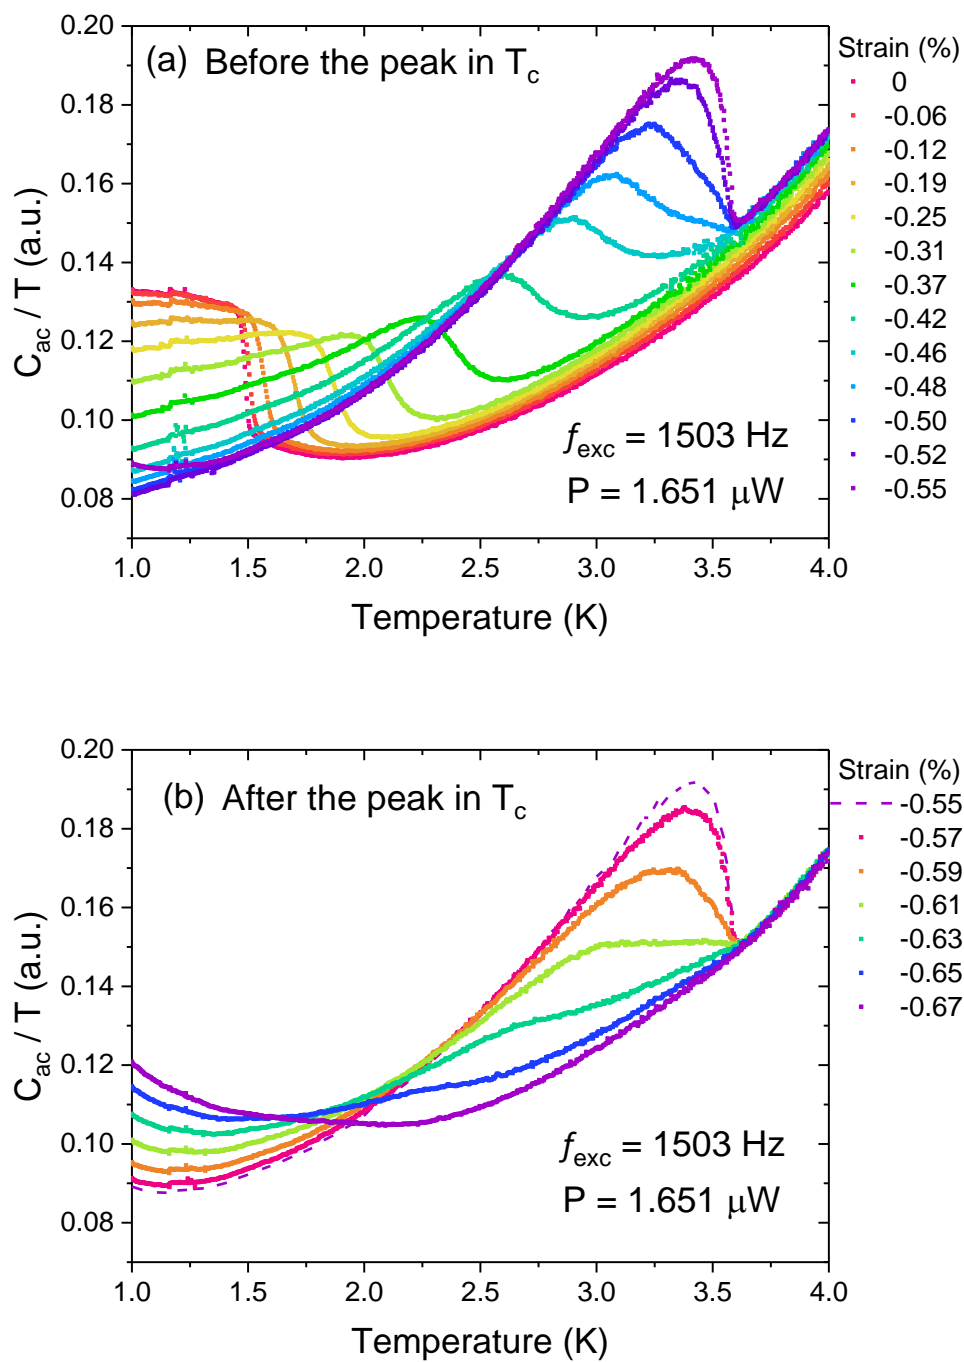 (a) Before the peak in Tc
Strain (%)
0
-0.06
-0.12
-0.19
-0.25
-0.31
-0.37
-0.42
-0.46
-0.48
-0.50
-0.52
-0.55
0.20
0.18
0.16
0.14
0.12
0.10
0.08
Cac / T (a.u.)
fexc = 1503 Hz
P = 1.651 μW
1.0 1.5 2.0 2.5 3.0 3.5 4.0
Temperature (K)
(b) After the peak in Tc
Strain (%)
-0.55
-0.57
-0.59
-0.61
-0.63
-0.65
-0.67
0.20
0.18
0.16
0.14
0.12
0.10
0.08
Cac / T (a.u.)
fexc = 1503 Hz
P = 1.651 μW
1.0 1.5 2.0 2.5 3.0 3.5 4.0
Temperature (K)